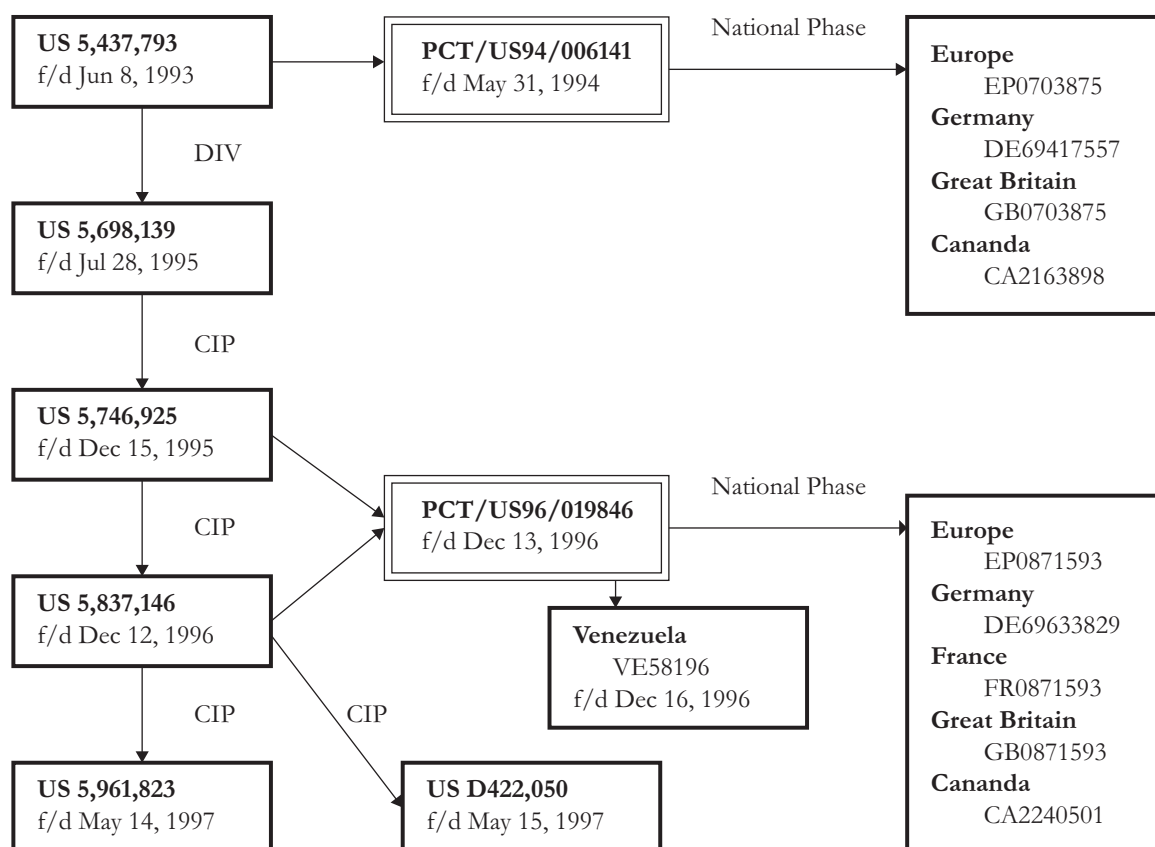 US 5,437,793
f/d Jun 8, 1993
PCT/US94/006141
f/d May 31, 1994
National Phase
Europe
EP0703875
Germany
DE69417557
Great Britain
GB0703875
Cananda
CA2163898
DIV
US 5,698,139
f/d Jul 28, 1995
CIP
US 5,746,925
f/d Dec 15, 1995
PCT/US96/019846
f/d Dec 13, 1996
National Phase
Europe
EP0871593
Germany
DE69633829
France
FR0871593
Great Britain
GB0871593
Cananda
CA2240501
CIP
US 5,837,146
f/d Dec 12, 1996
Venezuela
VE58196
f/d Dec 16, 1996
CIP
CIP
US 5,961,823
f/d May 14, 1997
US D422,050
f/d May 15, 1997